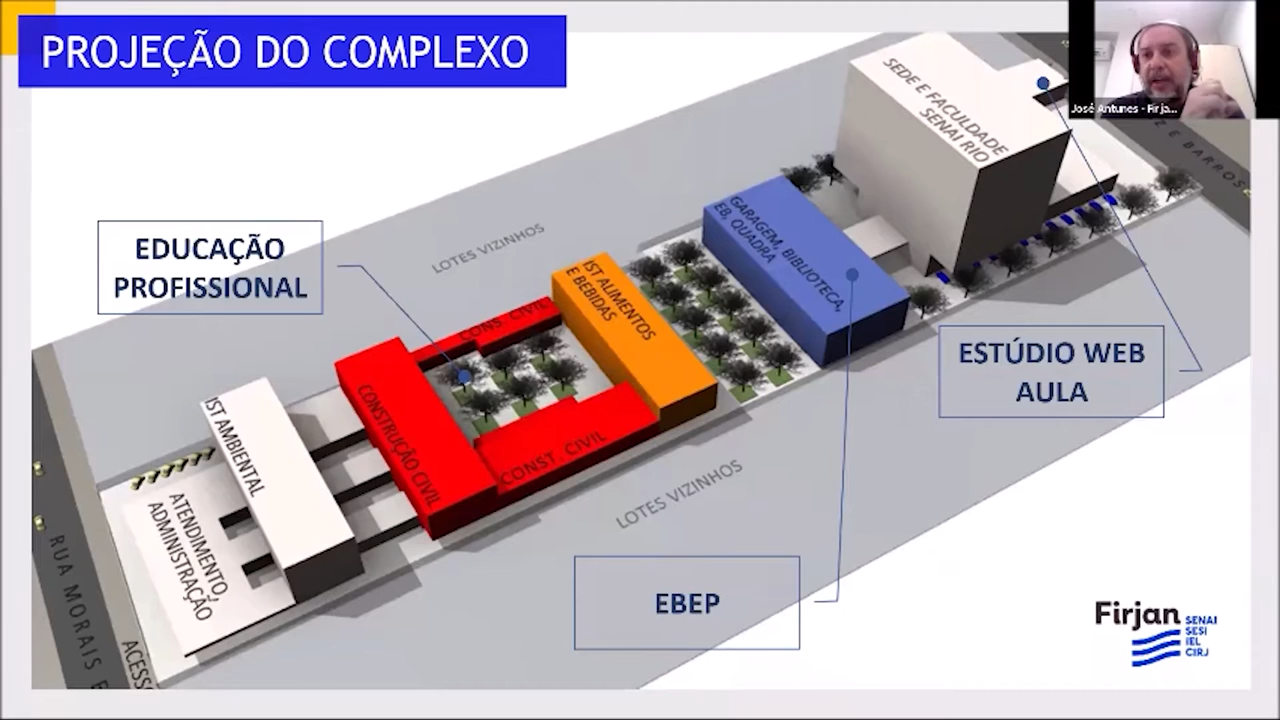 PROJEÇÃO DO COMPLEXO
José Antunes - Firja...
SEDE E FACULDADE
SENAI RIO
Z E BARROS
EDUCAÇÃO
PROFISSIONAL
LOTES VIZINHOS
GARAGEM, BIBLIOTECA,
EB, QUADRA
IST ALIMENTOS
E BEBIDAS
CONS. CIVIL
CONSTRUÇÃO CIVIL
CONST. CIVIL
ESTÚDIO WEB
AULA
IST AMBIENTAL
ATENDIMENTO,
ADMINISTRAÇÃO
LOTES VIZINHOS
RUA MORAIS E
ACESSO
EBEP
Firjan
SENAI
SESI
IEL
CIRJ